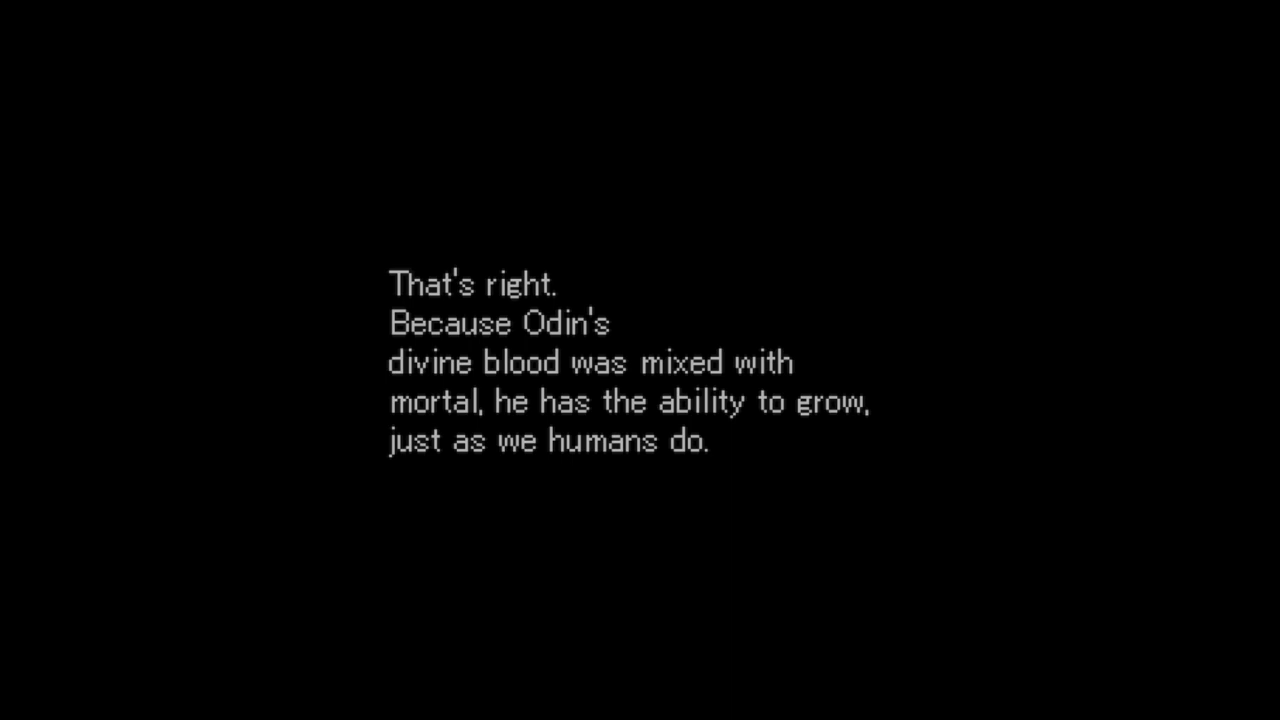 That's right.
Because Odin's
divine blood was mixed with
mortal, he has the ability to grow,
just as we humans do.